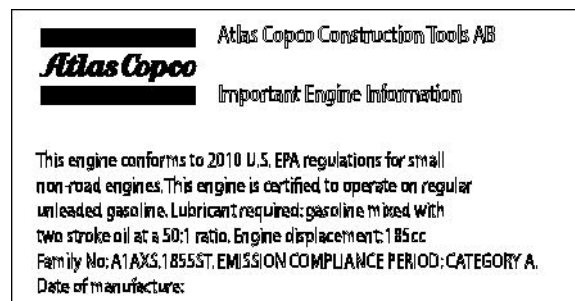 Atlas Copco Construction Tools AB
Atlas Copco
Important Engine Information
This engine conforms to 2010 U.S. EPA regulations for small
non-road engines. This engine is certified to operate on regular
unleaded gasoline. Lubricant required: gasoline mixed with
two stroke oil at a 50:1 ratio. Engine displacement: 185cc
Family No: A1AXS.1855ST. EMISSION COMPLIANCE PERIOD: CATEGORY A.
Date of manufacture: